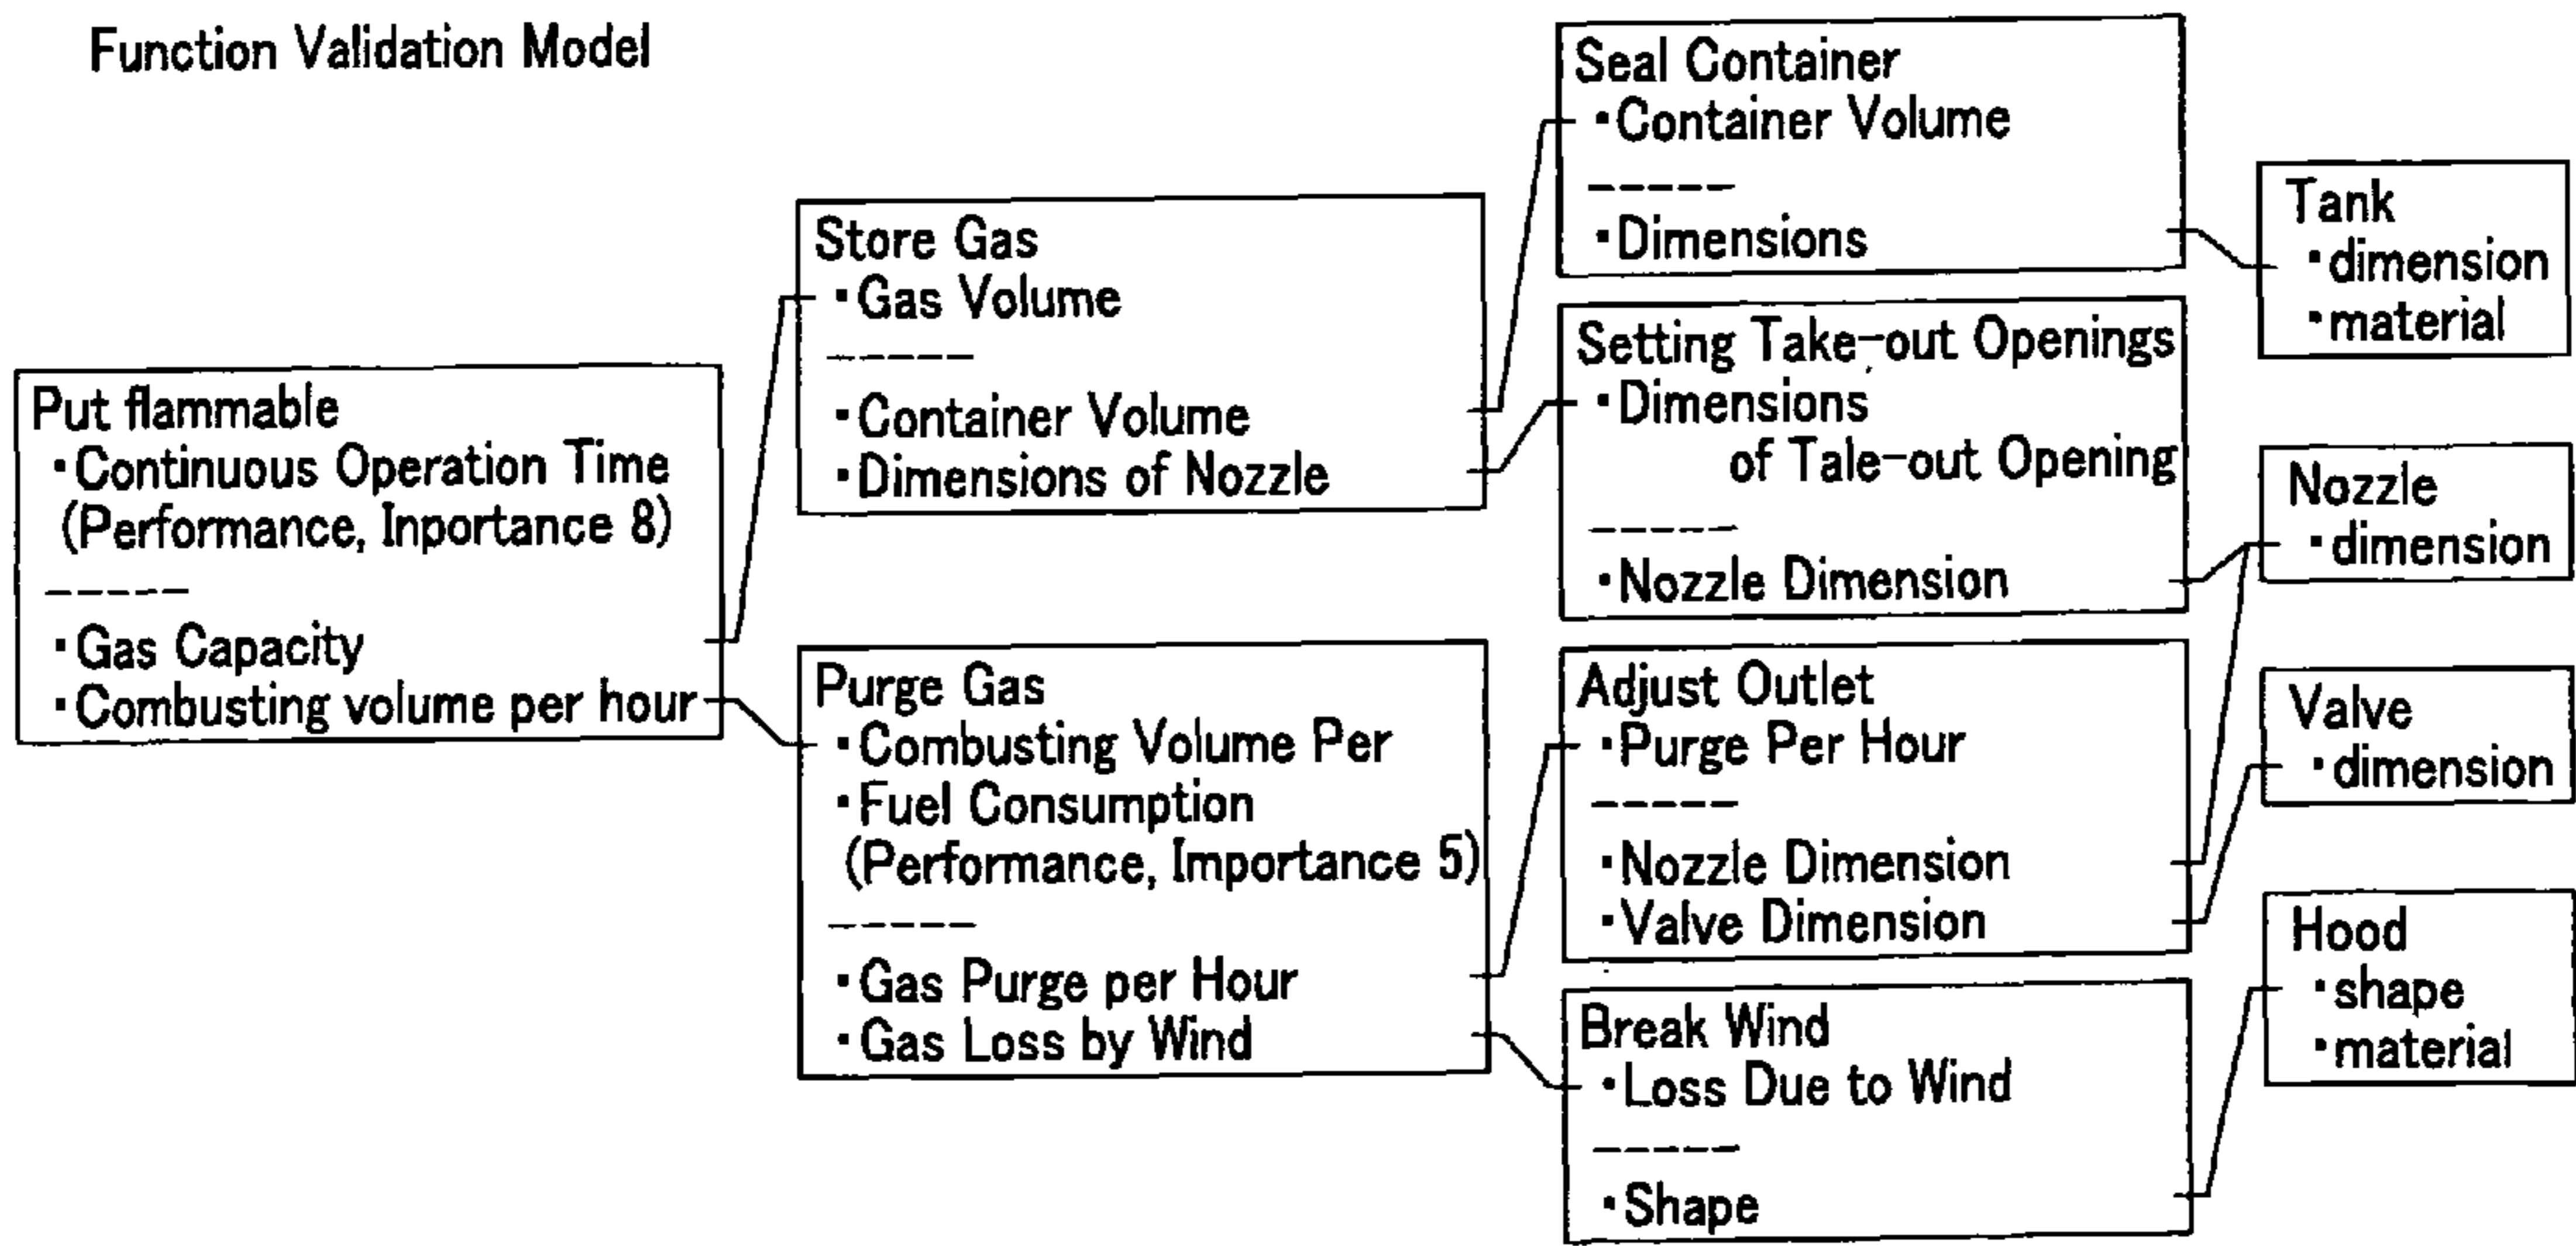 Function Validation Model
Put flammable
・Continuous Operation Time
(Performance, Inportance 8)
-----
・Gas Capacity
・Combusting volume per hour
Store Gas
・Gas Volume
-----
・Container Volume
・Dimensions of Nozzle
Purge Gas
・Combusting Volume Per
・Fuel Consumption
(Performance, Importance 5)
-----
・Gas Purge per Hour
・Gas Loss by Wind
Seal Container
・Container Volume
-----
・Dimensions
Setting Take-out Openings
・Dimensions
of Tale-out Opening
-----
・Nozzle Dimension
Adjust Outlet
・Purge Per Hour
-----
・Nozzle Dimension
・Valve Dimension
Break Wind
・Loss Due to Wind
-----
・Shape
Tank
・dimension
・material
Nozzle
・dimension
Valve
・dimension
Hood
・shape
・material